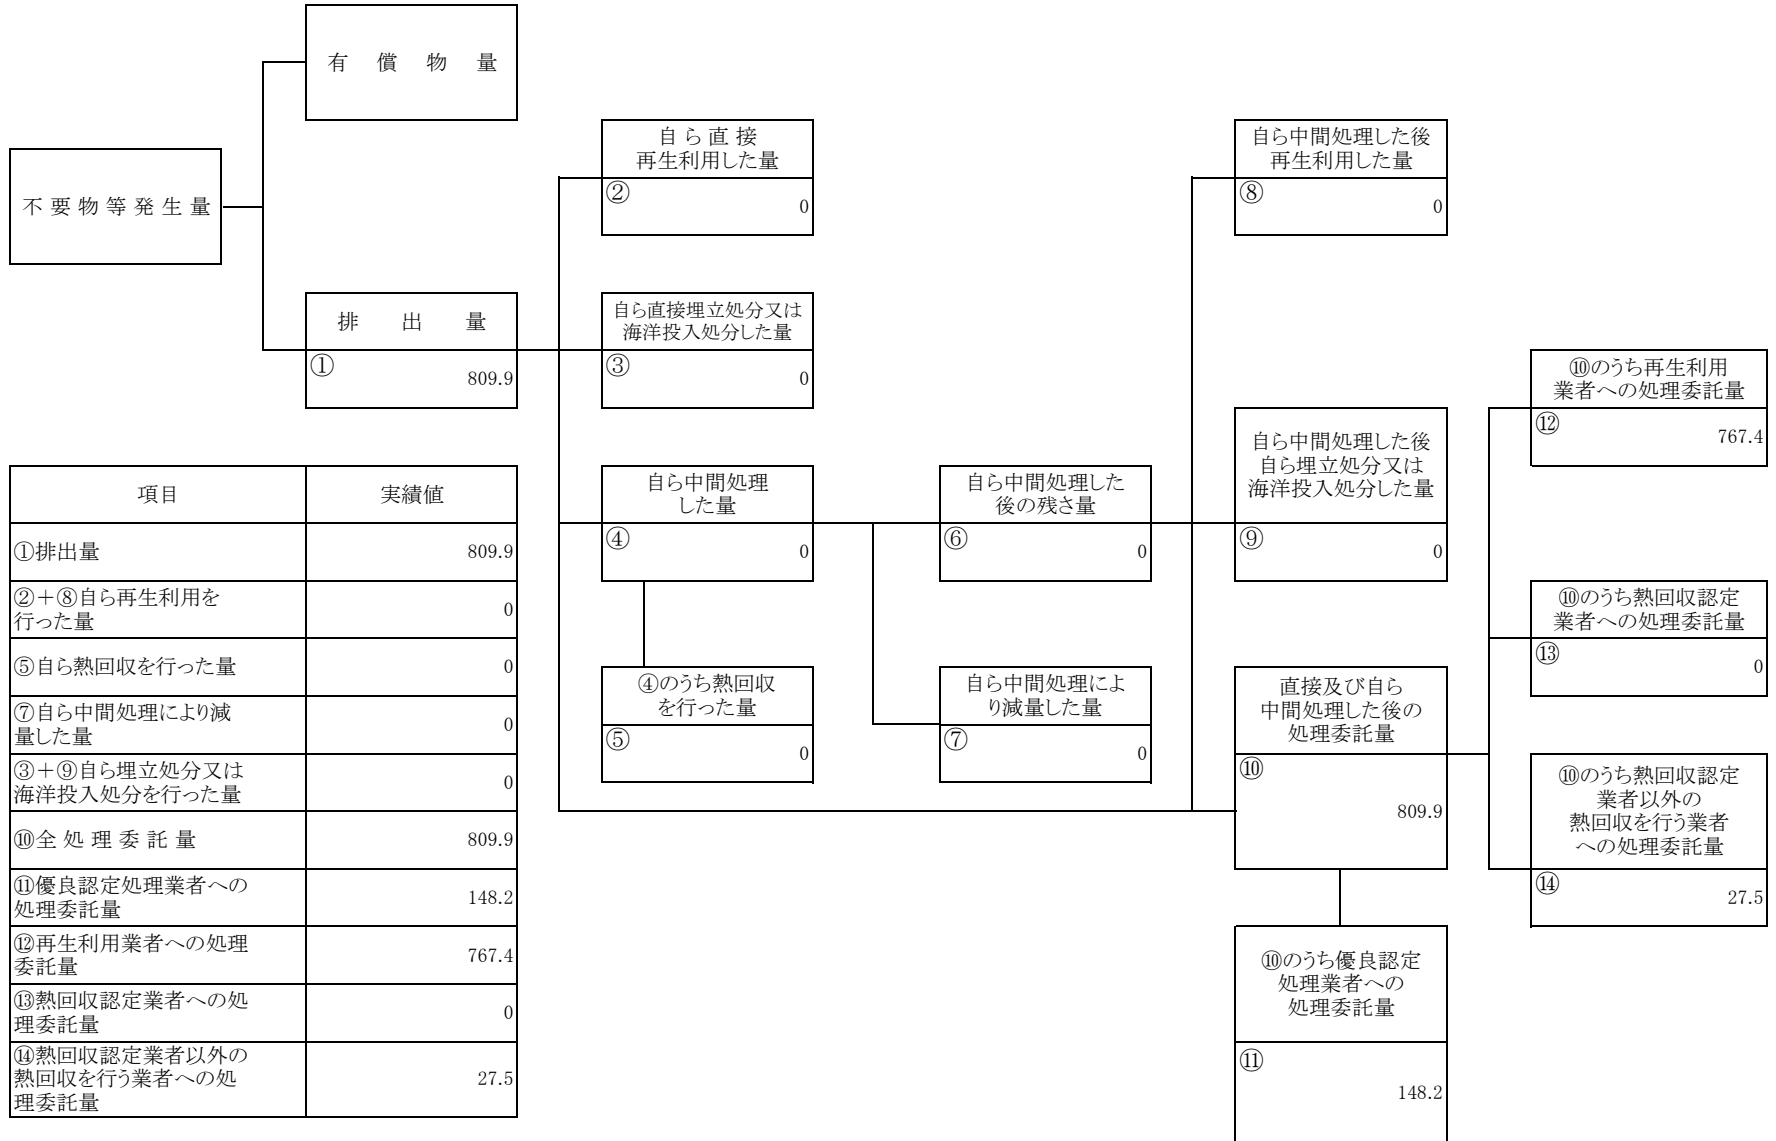 有償物量
不要物等発生量
排出量
①
809.9
自ら直接
再生利用した量
②
0
自ら直接埋立処分又は
海洋投入処分した量
③
0
自ら中間処理
した量
④
0
④のうち熱回収
を行った量
⑤
0
自ら中間処理した
後の残さ量
⑥
0
自ら中間処理によ
り減量した量
⑦
0
自ら中間処理した後
再生利用した量
⑧
0
自ら中間処理した後
自ら埋立処分又は
海洋投入処分した量
⑨
0
直接及び自ら
中間処理した後の
処理委託量
⑩
809.9
⑩のうち優良認定
処理業者への
処理委託量
⑪
148.2
⑩のうち再生利用
業者への処理委託量
⑫
767.4
⑩のうち熱回収認定
業者への処理委託量
⑬
0
⑩のうち熱回収認定
業者以外の
熱回収を行う業者
への処理委託量
⑭
27.5
項目 実績値
①排出量 809.9
②＋⑧自ら再生利用を
行った量 0
⑤自ら熱回収を行った量 0
⑦自ら中間処理により減
量した量 0
③＋⑨自ら埋立処分又は
海洋投入処分を行った量 0
⑩全処理委託量 809.9
⑪優良認定処理業者への
処理委託量 148.2
⑫再生利用業者への処理
委託量 767.4
⑬熱回収認定業者への処
理委託量 0
⑭熱回収認定業者以外の
熱回収を行う業者への処
理委託量 27.5